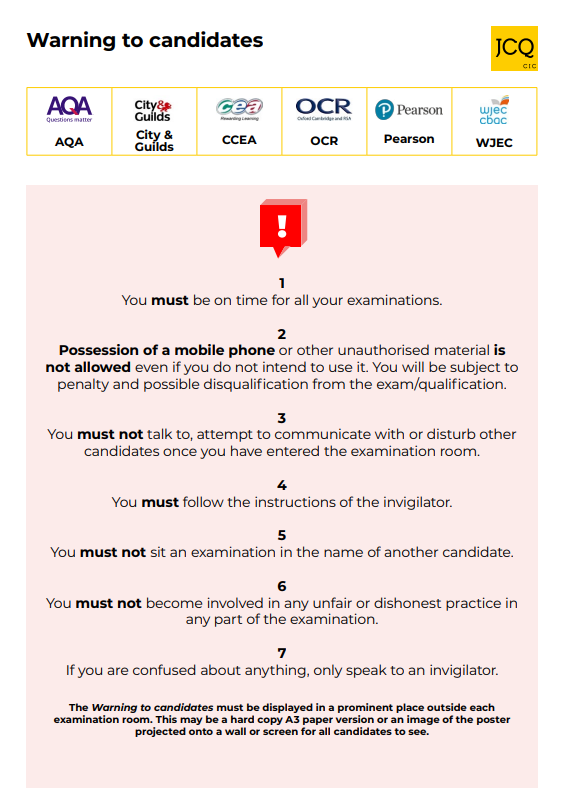 Warning to candidates
JCQ
CIC
AQA
Questions matter
City&
Guilds
cea
Rewarding Learning
OCR
Oxford Cambridge and RSA
Pearson
wjec
cbac
AQA
City &
Guilds
CCEA
OCR
Pearson
WJEC
!
1
You must be on time for all your examinations.
2
Possession of a mobile phone or other unauthorised material is
not allowed even if you do not intend to use it. You will be subject to
penalty and possible disqualification from the exam/qualification.
3
You must not talk to, attempt to communicate with or disturb other
candidates once you have entered the examination room.
4
You must follow the instructions of the invigilator.
5
You must not sit an examination in the name of another candidate.
6
You must not become involved in any unfair or dishonest practice in
any part of the examination.
7
If you are confused about anything, only speak to an invigilator.
The Warning to candidates must be displayed in a prominent place outside each
examination room. This may be a hard copy A3 paper version or an image of the poster
projected onto a wall or screen for all candidates to see.